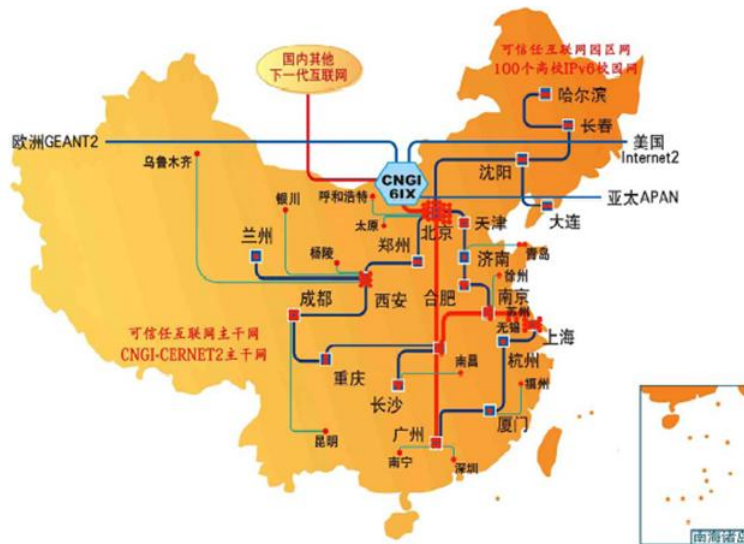 国内其他
下一代互联网
可信任互联网园区网
100个高校IPv6校园网
哈尔滨
长春
欧洲GEANT2
美国
Internet2
乌鲁木齐
沈阳
CNGI
6IX
亚太APAN
银川
呼和浩特
大连
太原
北京
天津
兰州
郑州
杨陵
济南
青岛
徐州
成都
西安
合肥
南京
苏州
无锡
上海
可信任互联网主干网
CNGI-CERNET2主干网
重庆
南昌
杭州
长沙
福州
广州
厦门
昆明
南宁
深圳
南海诸岛